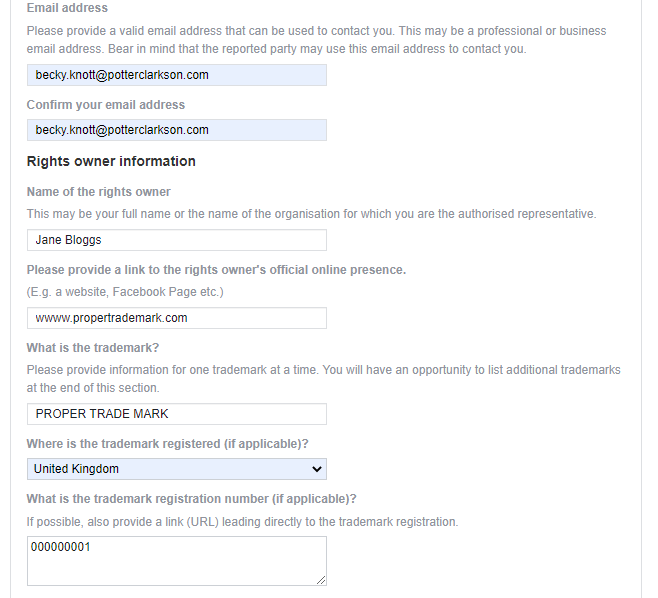 Email address
Please provide a valid email address that can be used to contact you. This may be a professional or business
email address. Bear in mind that the reported party may use this email address to contact you.
becky.knott@potterclarkson.com
Confirm your email address
becky.knott@potterclarkson.com
Rights owner information
Name of the rights owner
This may be your full name or the name of the organisation for which you are the authorised representative.
Jane Bloggs
Please provide a link to the rights owner's official online presence.
(E.g. a website, Facebook Page etc.)
wwww.propertrademark.com
What is the trademark?
Please provide information for one trademark at a time. You will have an opportunity to list additional trademarks
at the end of this section.
PROPER TRADE MARK
Where is the trademark registered (if applicable)?
United Kingdom
What is the trademark registration number (if applicable)?
If possible, also provide a link (URL) leading directly to the trademark registration.
000000001